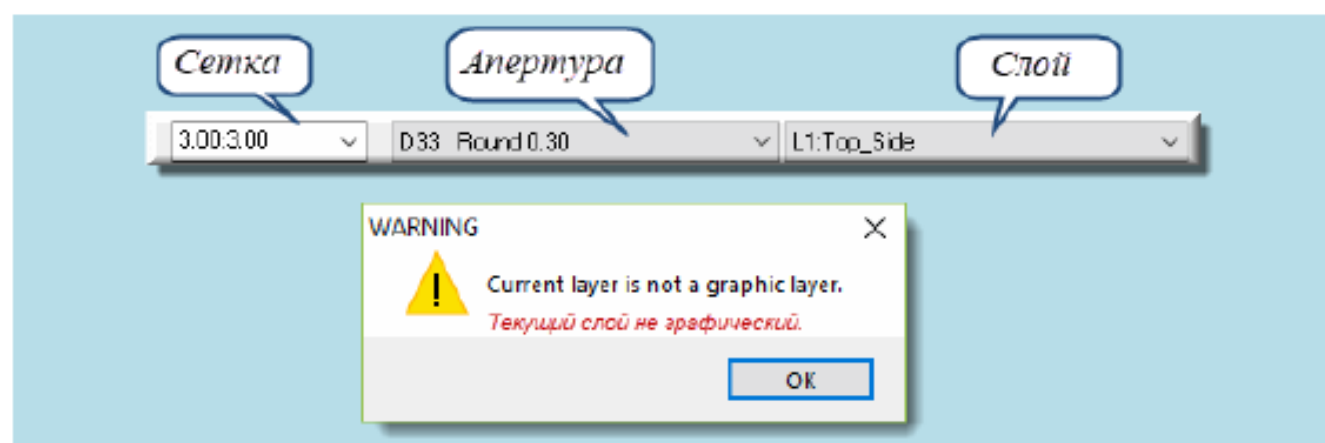 Сетка
Апертура
Слой
3.00:3.00
D33 Round 0.30
L1:Top_Side
WARNING
Current layer is not a graphic layer.
Текущий слой не графический.
OK